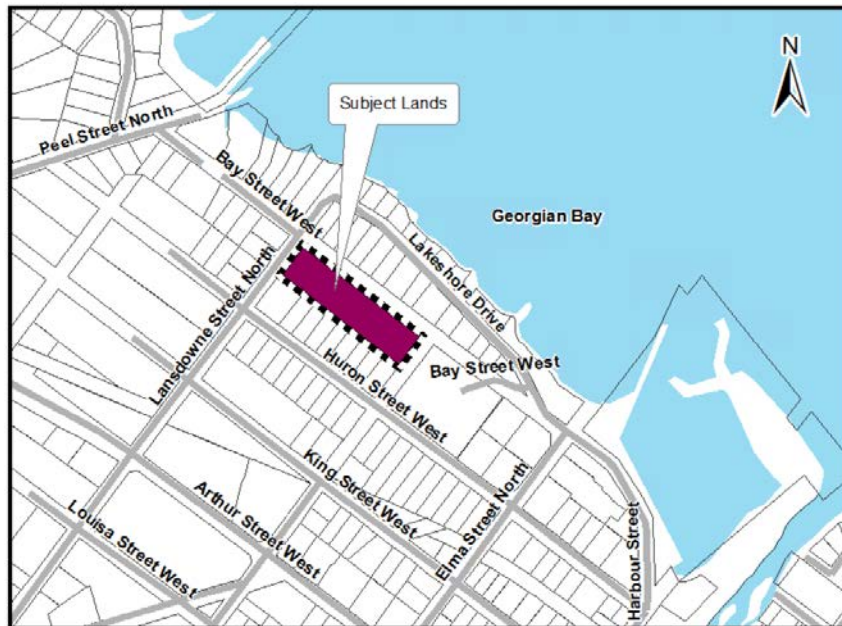 N
Subject Lands
Peel Street North
Bay Street West
Georgian Bay
Lakeshore Drive
Lansdowne Street North
Bay Street West
Huron Street West
King Street West
Elma Street North
Arthur Street West
Louisa Street West
Harbour Street